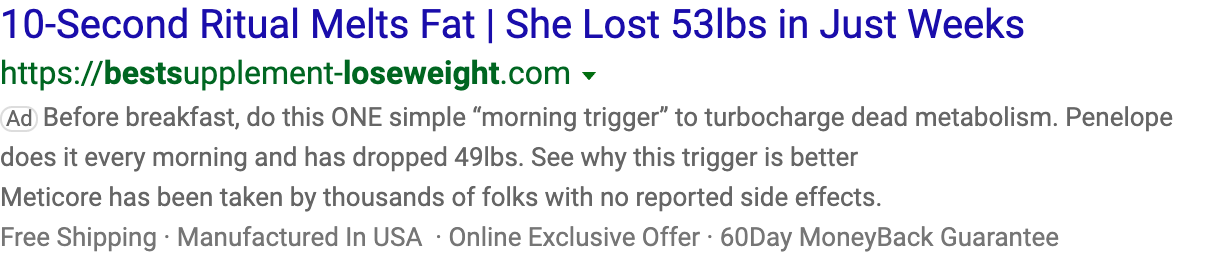 10-Second Ritual Melts Fat | She Lost 53lbs in Just Weeks
https://bestsupplement-loseweight.com
Ad Before breakfast, do this ONE simple “morning trigger” to turbocharge dead metabolism. Penelope
does it every morning and has dropped 49lbs. See why this trigger is better
Meticore has been taken by thousands of folks with no reported side effects.
Free Shipping · Manufactured In USA · Online Exclusive Offer · 60Day MoneyBack Guarantee